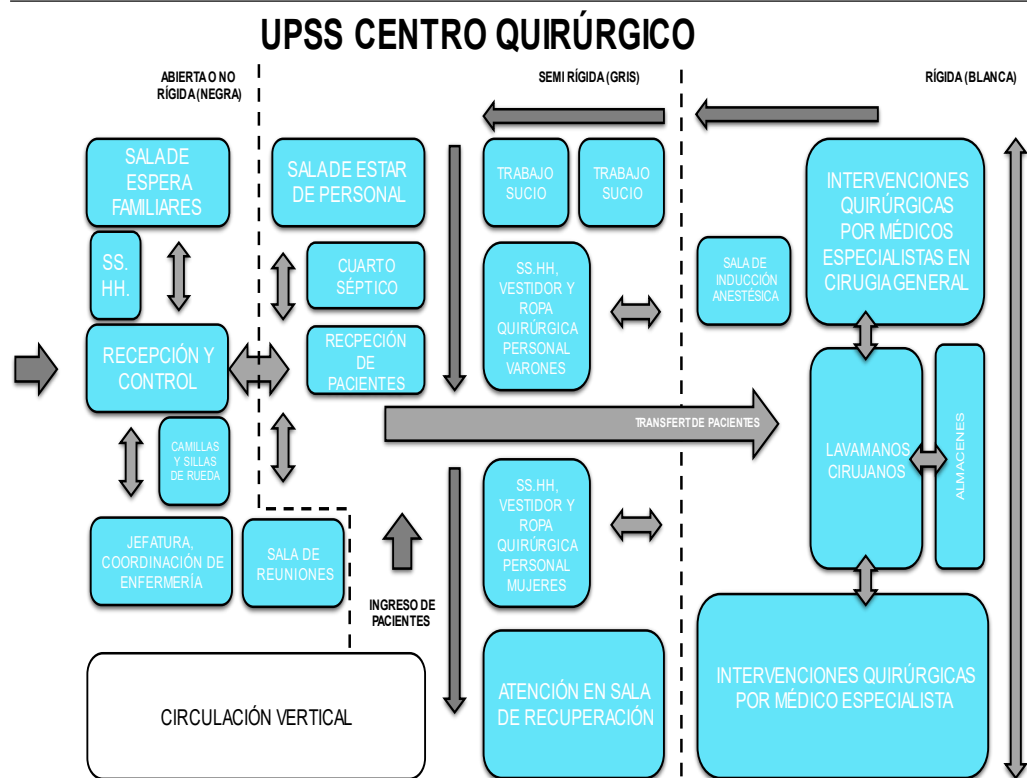 UPSS CENTRO QUIRÚRGICO
ABIERTA O NO
RÍGIDA (NEGRA)
SEMI RÍGIDA (GRIS)
RÍGIDA (BLANCA)
SALA DE
ESPERA
FAMILIARES
SS.
HH.
RECEPCIÓN Y
CONTROL
CAMILLAS
Y SILLAS
DE RUEDA
JEFATURA,
COORDINACIÓN DE
ENFERMERÍA
SALA DE
REUNIONES
CIRCULACIÓN VERTICAL
SALA DE ESTAR
DE PERSONAL
CUARTO
SÉPTICO
RECPECIÓN
DE
PACIENTES
INGRESO DE
PACIENTES
TRABAJO
SUCIO
TRABAJO
SUCIO
SS.HH,
VESTIDOR Y
ROPA
QUIRÚRGICA
PERSONAL
VARONES
TRANSFERT DE PACIENTES
SS.HH,
VESTIDOR Y
ROPA
QUIRÚRGICA
PERSONAL
MUJERES
ATENCIÓN EN SALA
DE RECUPERACIÓN
SALA DE
INDUCCIÓN
ANESTÉSICA
INTERVENCIONES
QUIRÚRGICAS
POR MÉDICOS
ESPECIALISTAS EN
CIRUGIA GENERAL
LAVAMANOS
CIRUJANOS
ALMACENES
INTERVENCIONES QUIRÚRGICAS
POR MÉDICO ESPECIALISTA